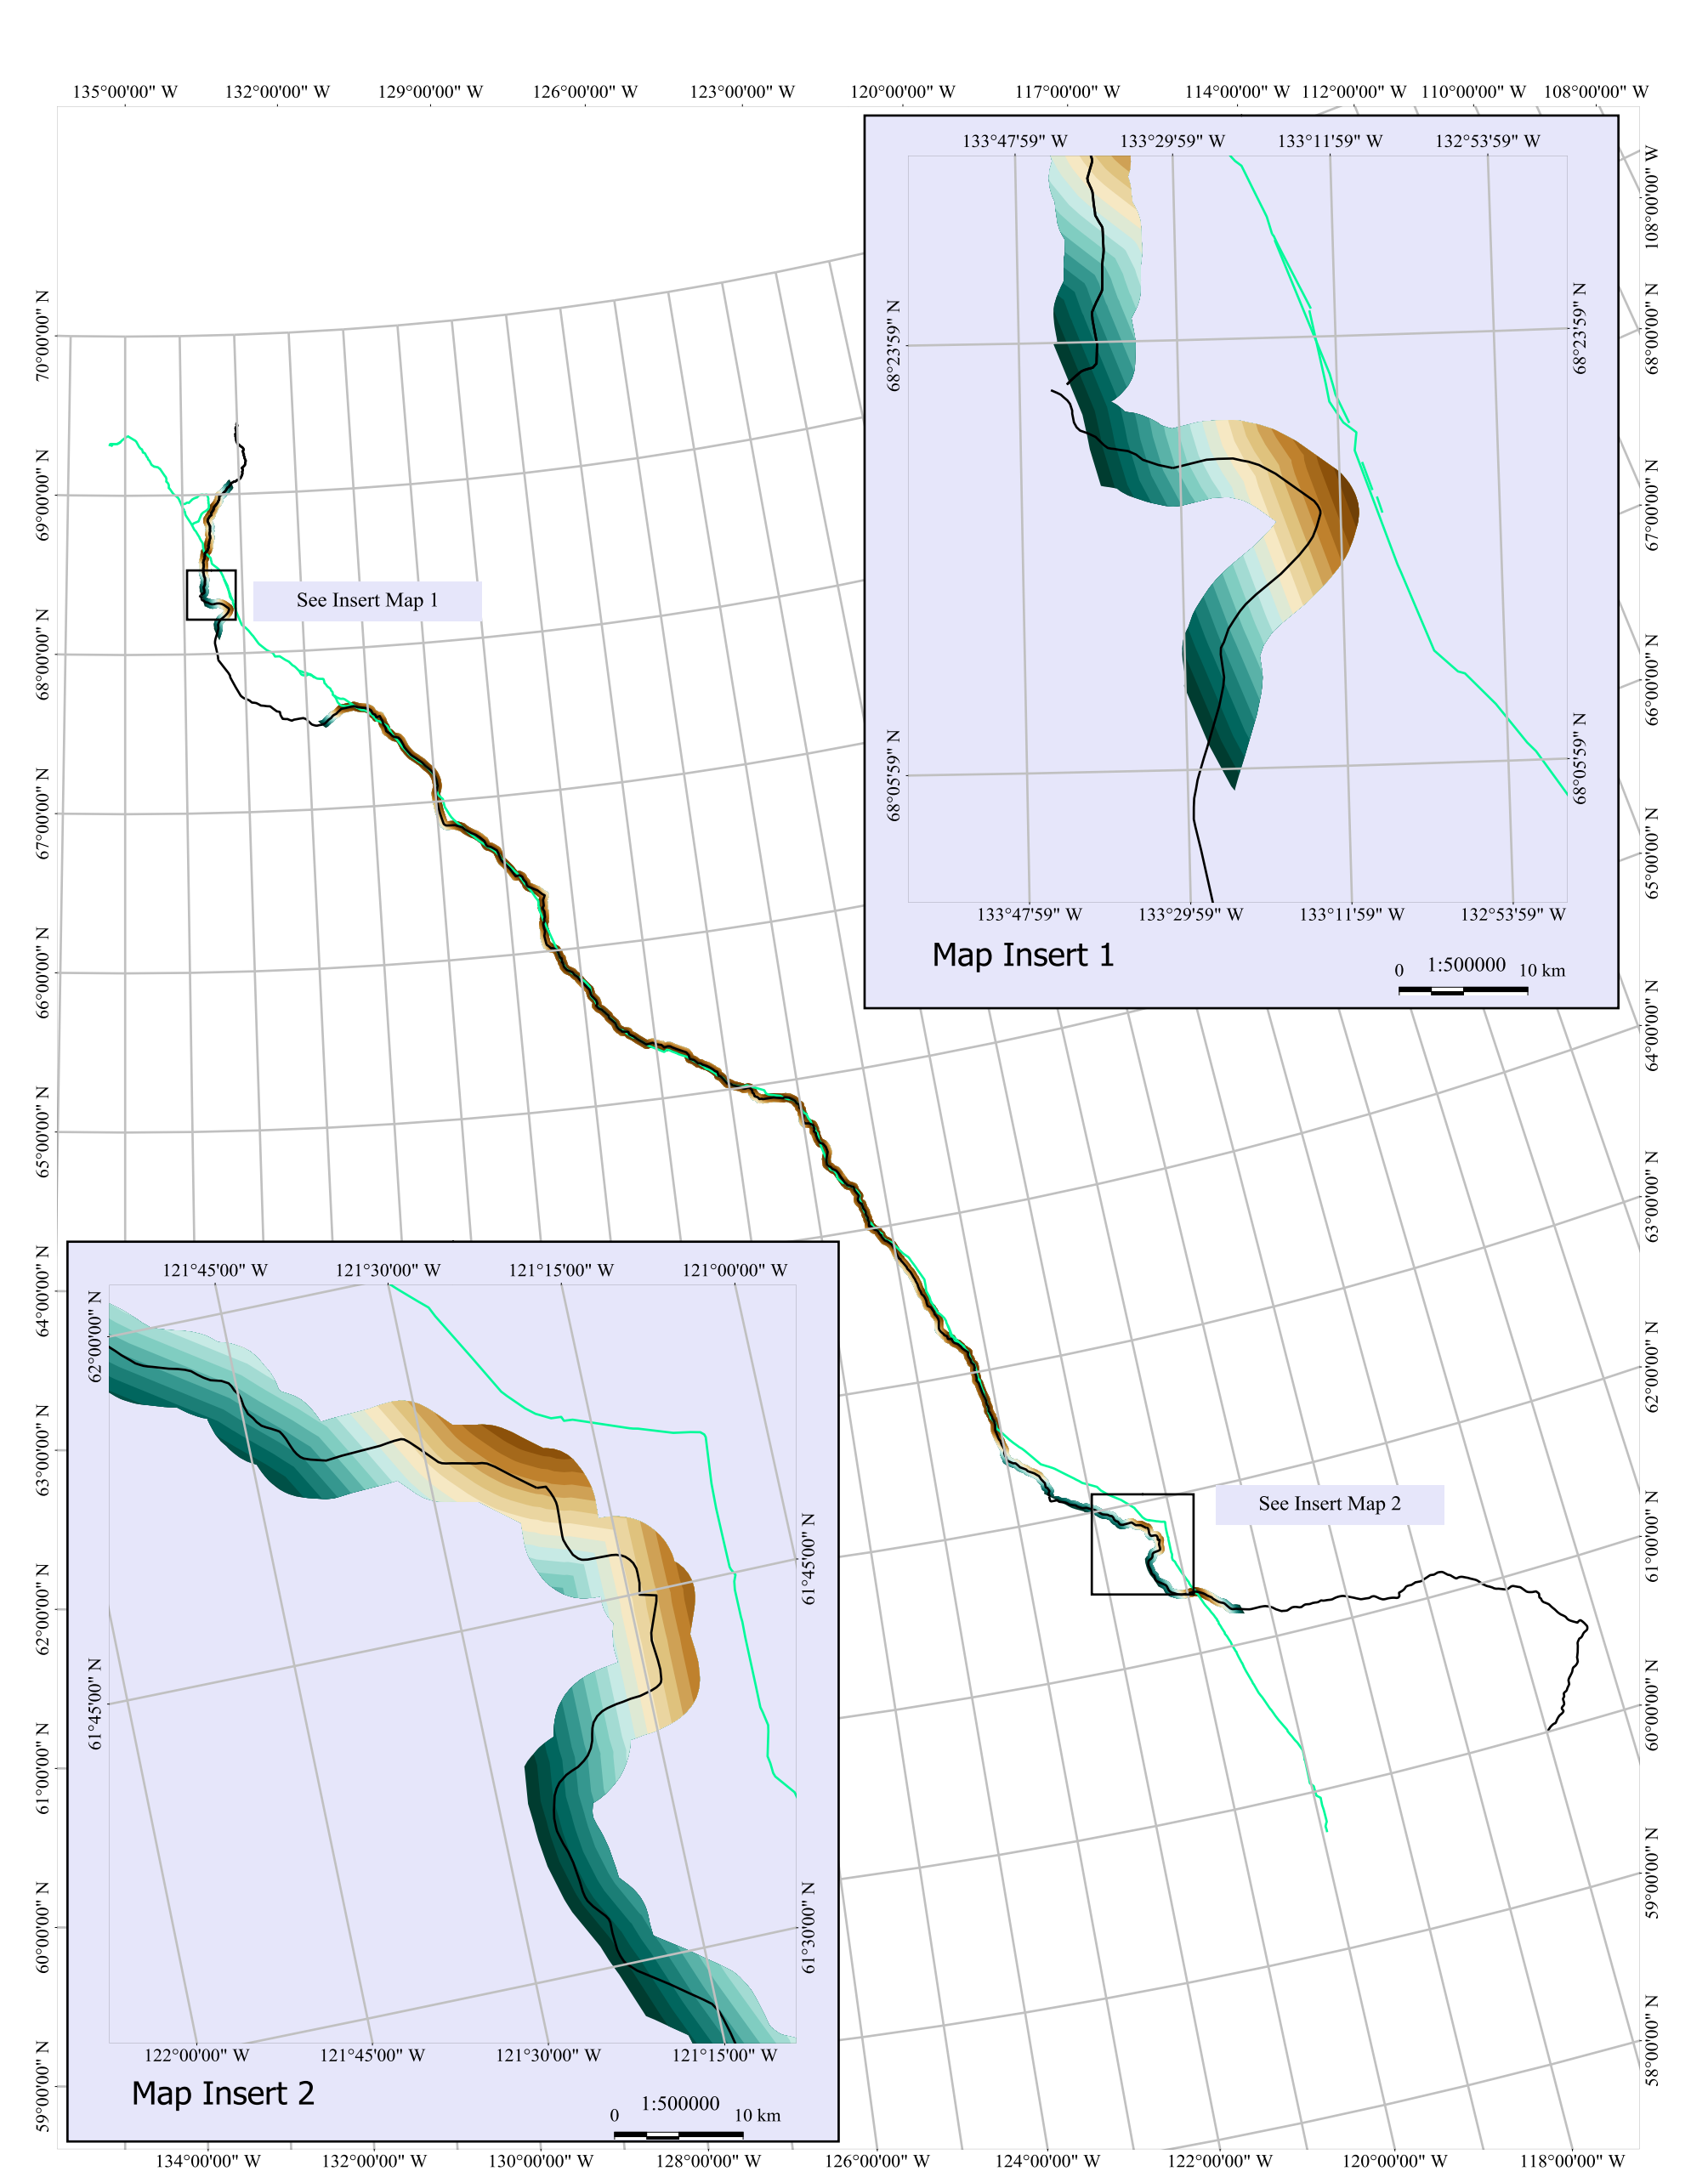 135°00'00" W 132°00'00" W 129°00'00" W 126°00'00" W 123°00'00" W 120°00'00" W 117°00'00" W 114°00'00" W 112°00'00" W 110°00'00" W 108°00'00" W
133°47'59" W 133°29'59" W 133°11'59" W 132°53'59" W
68°23'59" N
68°23'59" N
68°05'59" N
68°05'59" N
133°47'59" W 133°29'59" W 133°11'59" W 132°53'59" W
Map Insert 1
1:500000
0 10 km
70°00'00" N
69°00'00" N
68°00'00" N
67°00'00" N
66°00'00" N
65°00'00" N
64°00'00" N
63°00'00" N
62°00'00" N
61°00'00" N
60°00'00" N
59°00'00" N
See Insert Map 1
See Insert Map 2
121°45'00" W 121°30'00" W 121°15'00" W 121°00'00" W
62°00'00" N
61°45'00" N
61°45'00" N
61°30'00" N
122°00'00" W 121°45'00" W 121°30'00" W 121°15'00" W
Map Insert 2
1:500000
0 10 km
108°00'00" W
68°00'00" N
67°00'00" N
66°00'00" N
65°00'00" N
64°00'00" N
63°00'00" N
62°00'00" N
61°00'00" N
60°00'00" N
59°00'00" N
58°00'00" N
134°00'00" W 132°00'00" W 130°00'00" W 128°00'00" W 126°00'00" W 124°00'00" W 122°00'00" W 120°00'00" W 118°00'00" W